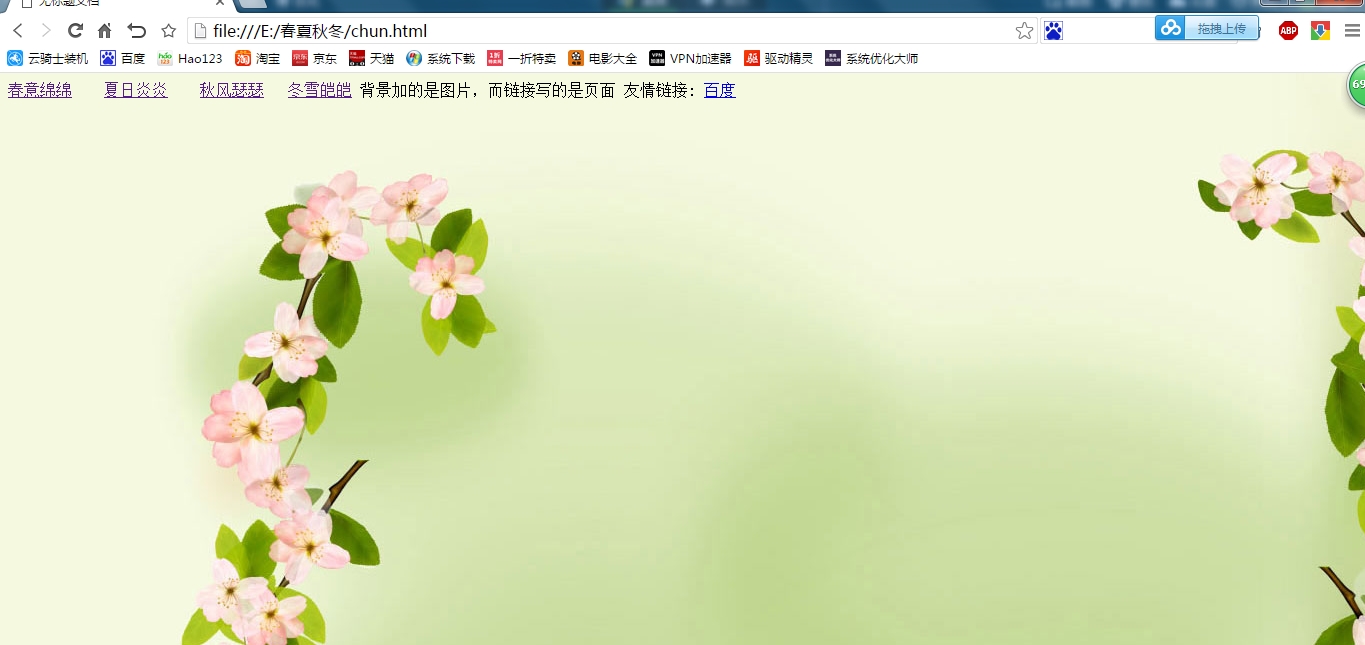 无标题文档
file:///E:/春夏秋冬/chun.html
拖拽上传
ABP
云骑士装机 百度 Hao123 淘宝 京东 天猫 系统下载 一折特卖 电影大全 VPN加速器 驱动精灵 系统优化大师
69
春意绵绵 夏日炎炎 秋风瑟瑟 冬雪皑皑 背景加的是图片，而链接写的是页面 友情链接：百度